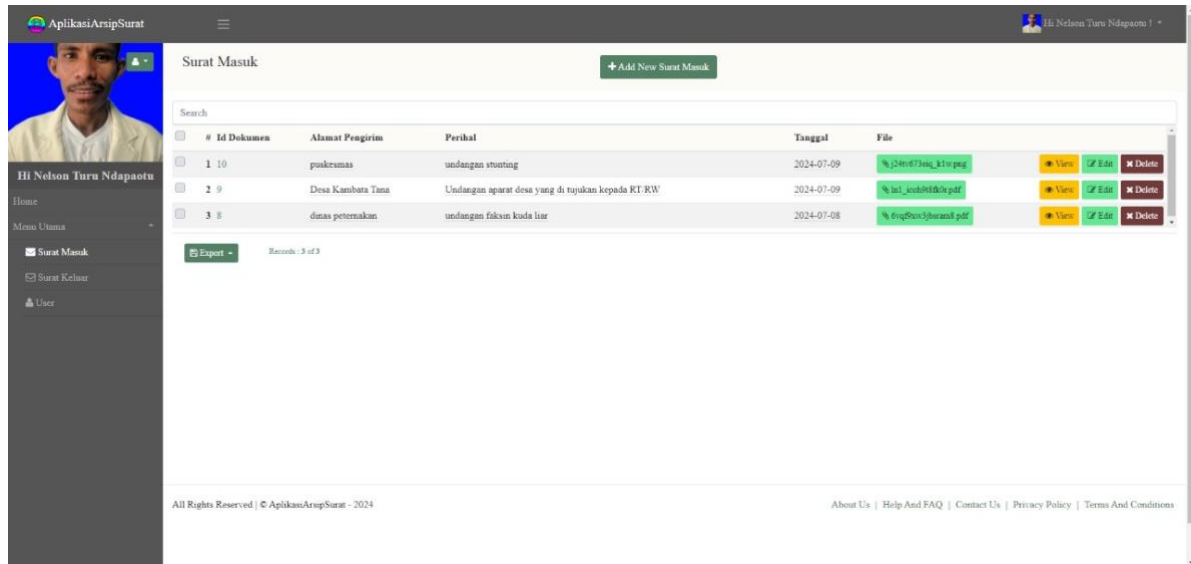 AplikasiArsipSurat
Hi Nelson Turu Ndapaotu !
Hi Nelson Turu Ndapaotu
Home
Menu Utama
Surat Masuk
Surat Keluar
User
Surat Masuk
Add New Surat Masuk
Search
# Id Dokumen Alamat Pengirim Perihal Tanggal File
1 10 puskesmas undangan stunting 2024-07-09 View Edit Delete
2 9 Desa Kambata Tana Undangan aparat desa yang di tujukan kepada RT/RW 2024-07-09 View Edit Delete
3 8 dinas peternakan undangan faksin kuda liar 2024-07-08 View Edit Delete
Export Records : 3 of 3
All Rights Reserved | © AplikasiArsipSurat - 2024
About Us | Help And FAQ | Contact Us | Privacy Policy | Terms And Conditions